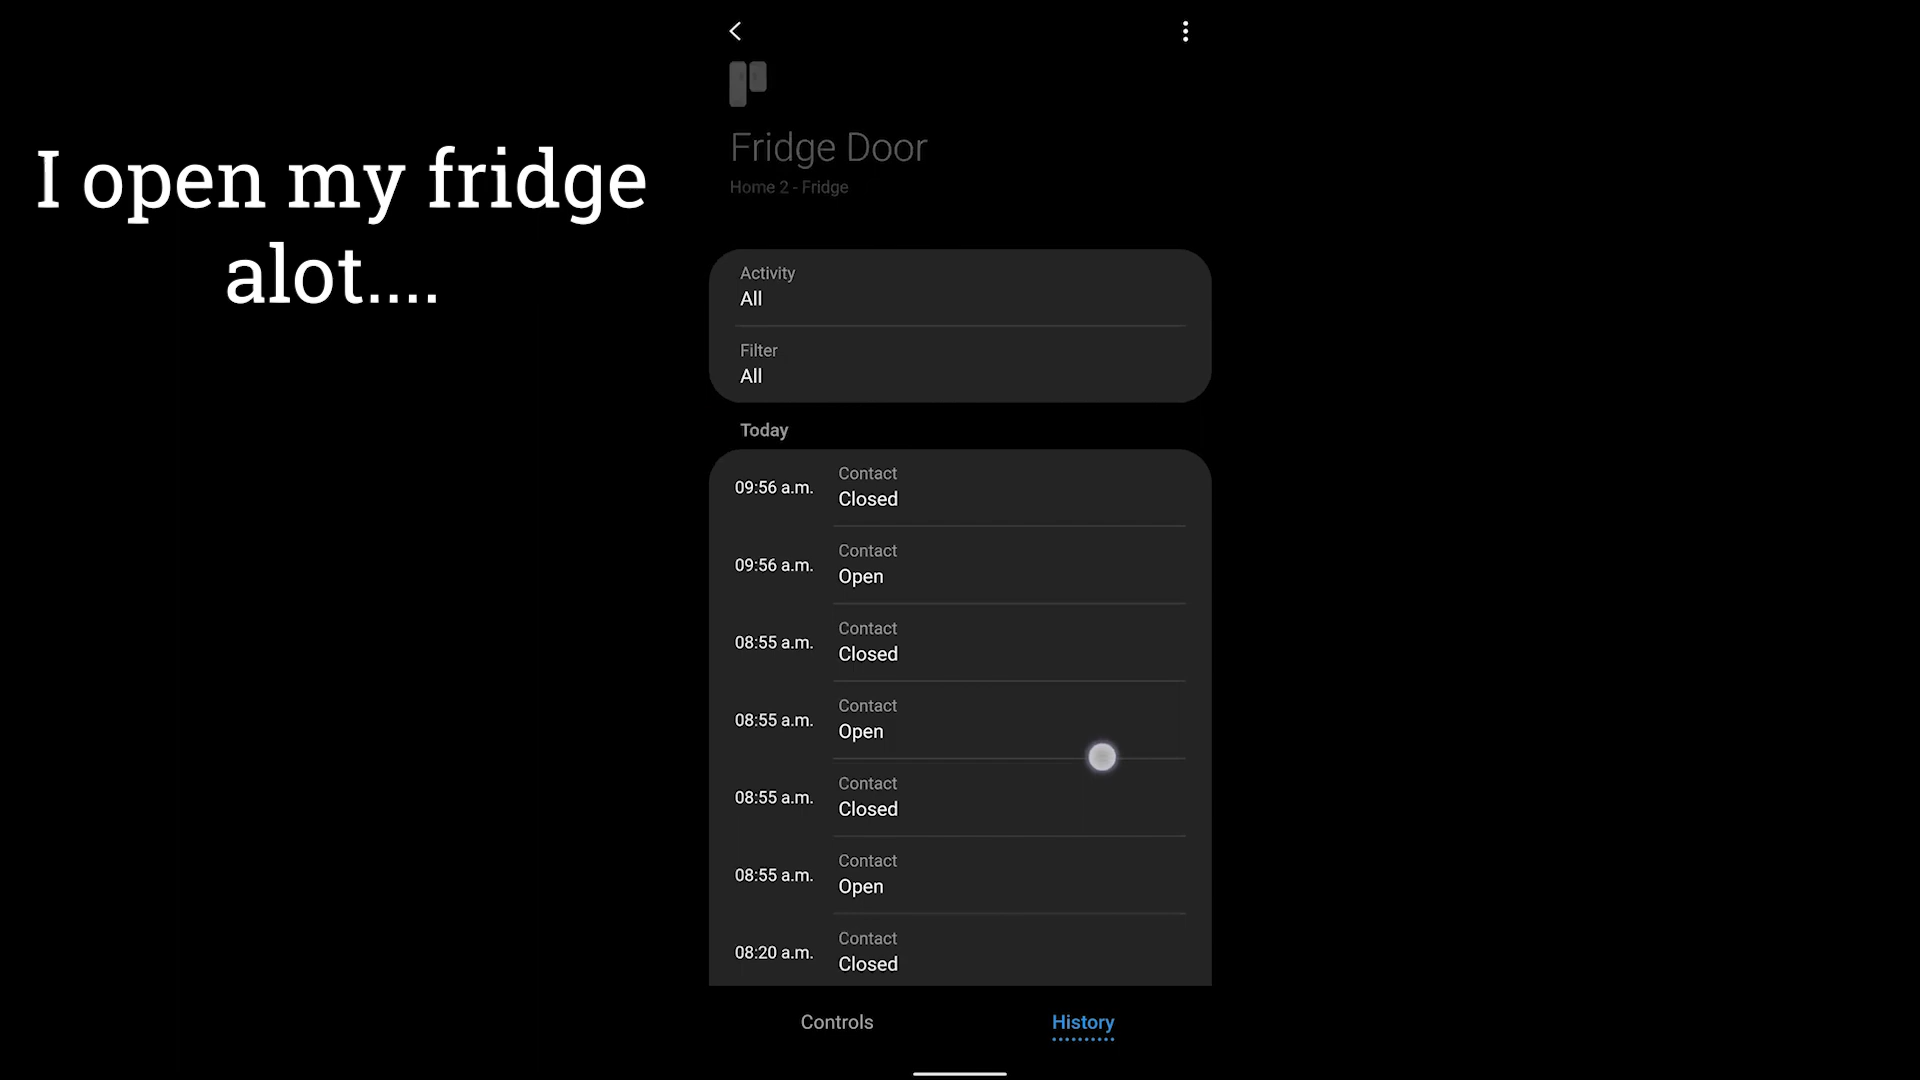 I open my fridge
alot....
Fridge Door
Home 2 - Fridge
Activity
All
Filter
All
Today
09:56 a.m.
Contact
Closed
09:56 a.m.
Contact
Open
08:55 a.m.
Contact
Closed
08:55 a.m.
Contact
Open
08:55 a.m.
Contact
Closed
08:55 a.m.
Contact
Open
08:20 a.m.
Contact
Closed
Controls
History